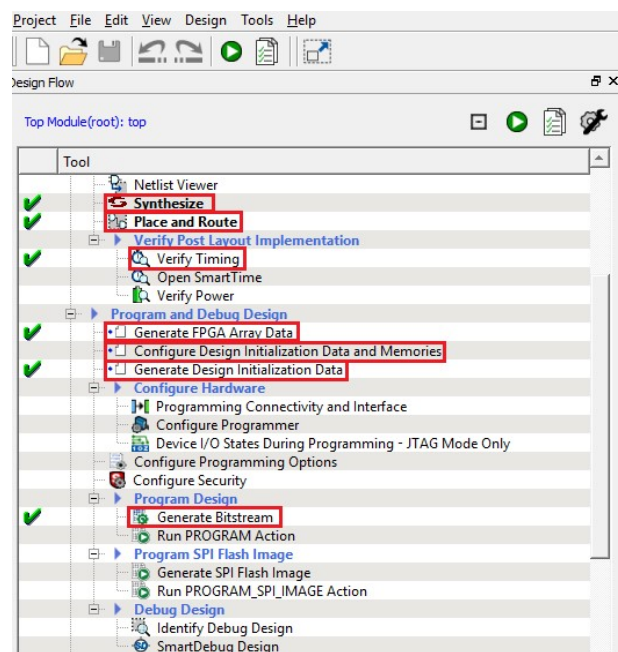 Project File Edit View Design Tools Help
Design Flow
Top Module(root): top
Tool
Netlist Viewer
Synthesize
Place and Route
Verify Post Layout Implementation
Verify Timing
Open SmartTime
Verify Power
Program and Debug Design
Generate FPGA Array Data
Configure Design Initialization Data and Memories
Generate Design Initialization Data
Configure Hardware
Programming Connectivity and Interface
Configure Programmer
Device I/O States During Programming - JTAG Mode Only
Configure Programming Options
Configure Security
Program Design
Generate Bitstream
Run PROGRAM Action
Program SPI Flash Image
Generate SPI Flash Image
Run PROGRAM_SPI_IMAGE Action
Debug Design
Identify Debug Design
SmartDebug Design